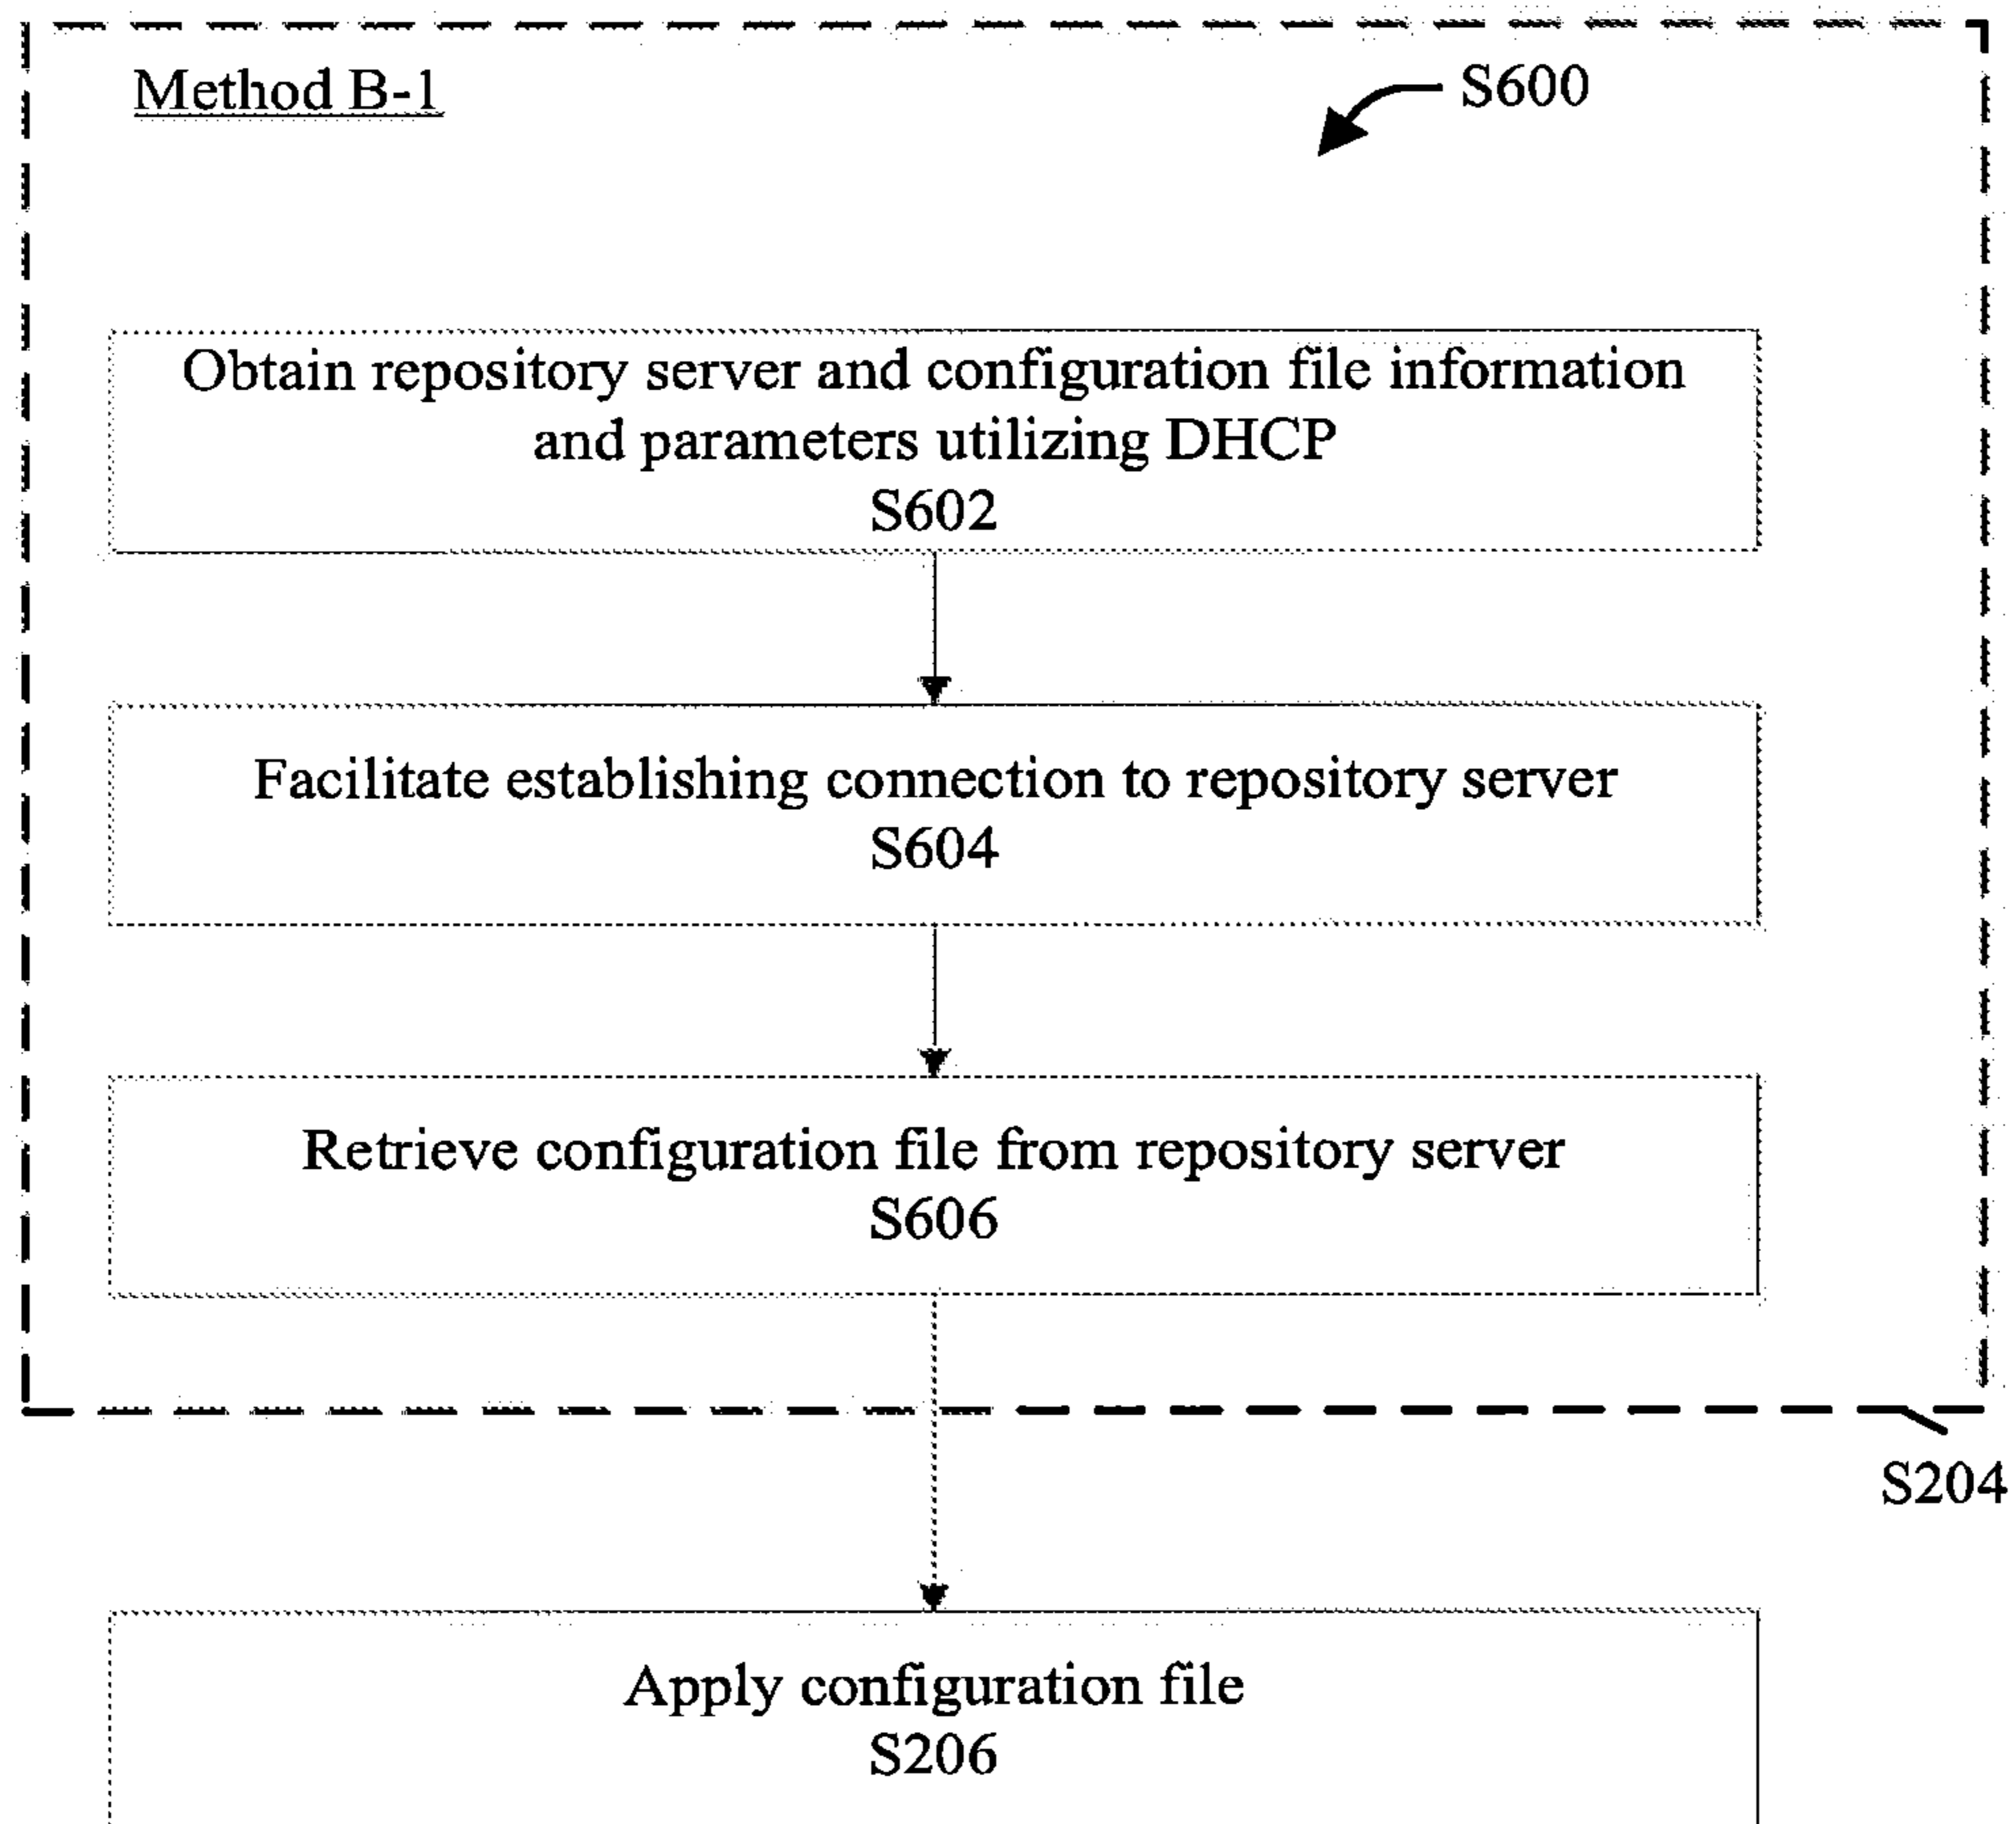 Method B-1
S600
Obtain repository server and configuration file information
and parameters utilizing DHCP
S602
Facilitate establishing connection to repository server
S604
Retrieve configuration file from repository server
S606
S204
Apply configuration file
S206